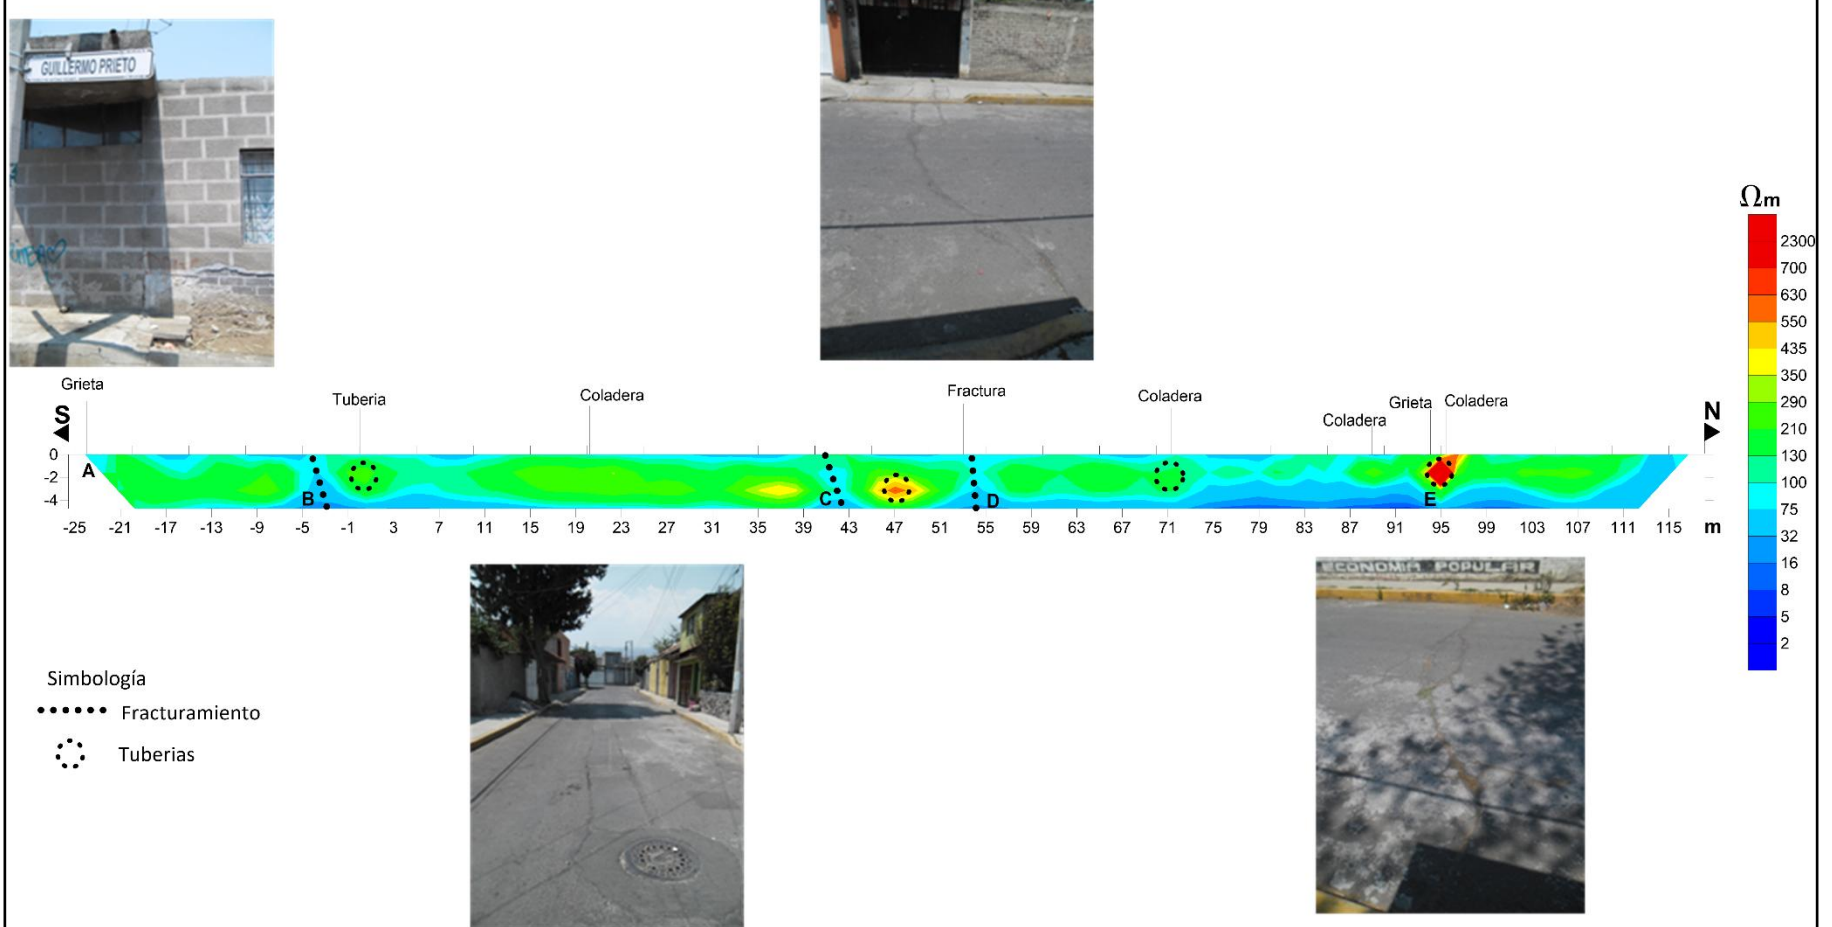 GUILLERMO PRIETO
Ωm
2300
700
630
550
435
350
290
210
130
100
75
32
16
8
5
2
Grieta
Tuberia
Coladera
Fractura
Coladera
Coladera
Grieta
Coladera
S
N
0
-2
-4
A
B
C
D
E
-25 -21 -17 -13 -9 -5 -1 3 7 11 15 19 23 27 31 35 39 43 47 51 55 59 63 67 71 75 79 83 87 91 95 99 103 107 111 115 m
ECONOMIA POPULAR
Simbología
Fracturamiento
Tuberias